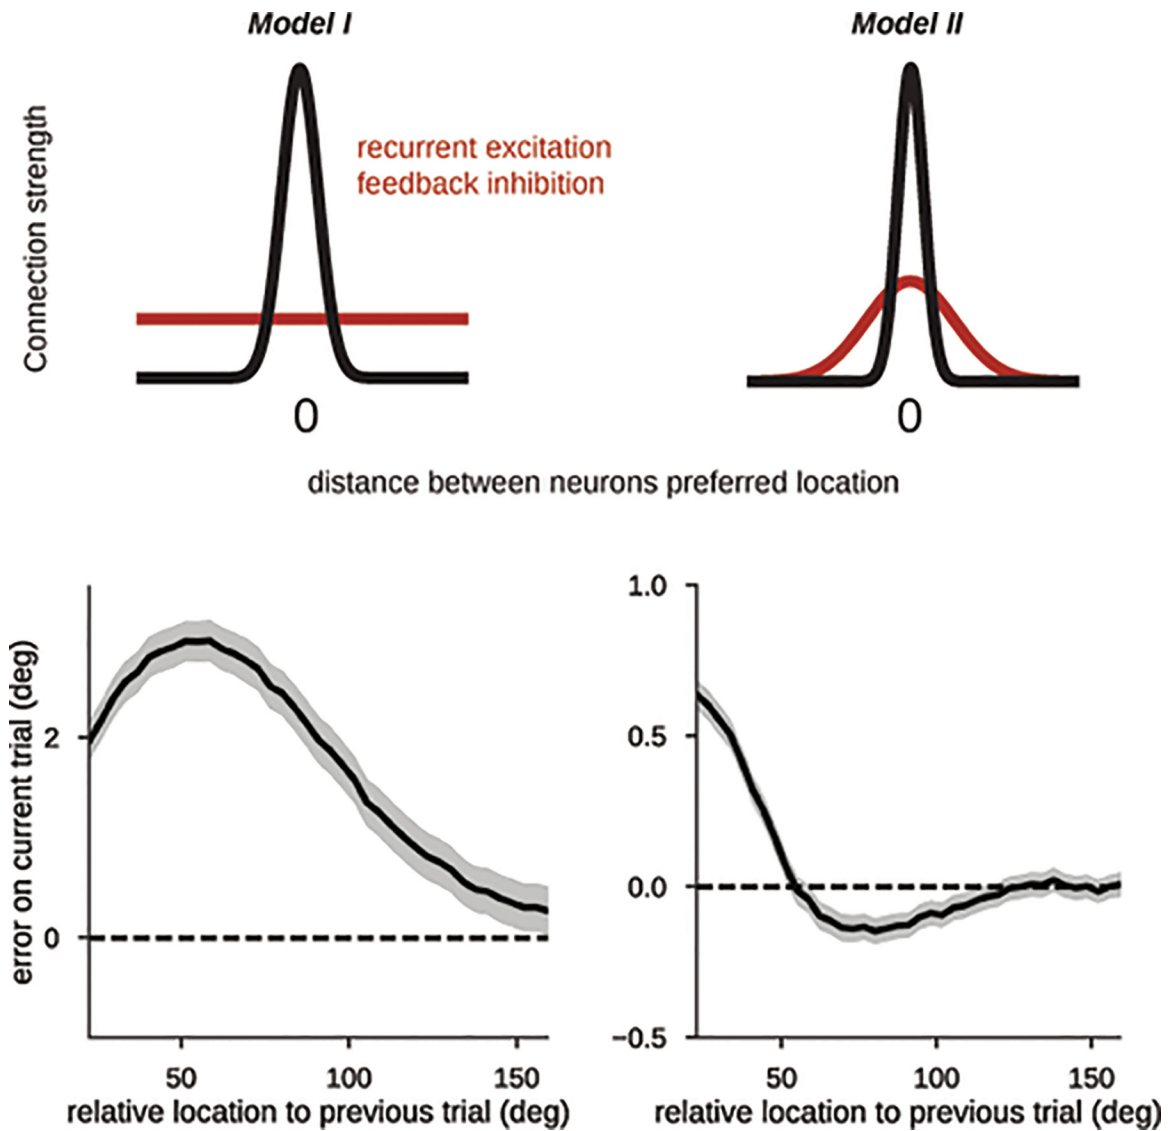 Model I
Model II
Connection strength
recurrent excitation
feedback inhibition
0
0
distance between neurons preferred location
error on current trial (deg)
2
0
50
100
150
relative location to previous trial (deg)
1.0
0.5
0.0
−0.5
50
100
150
relative location to previous trial (deg)